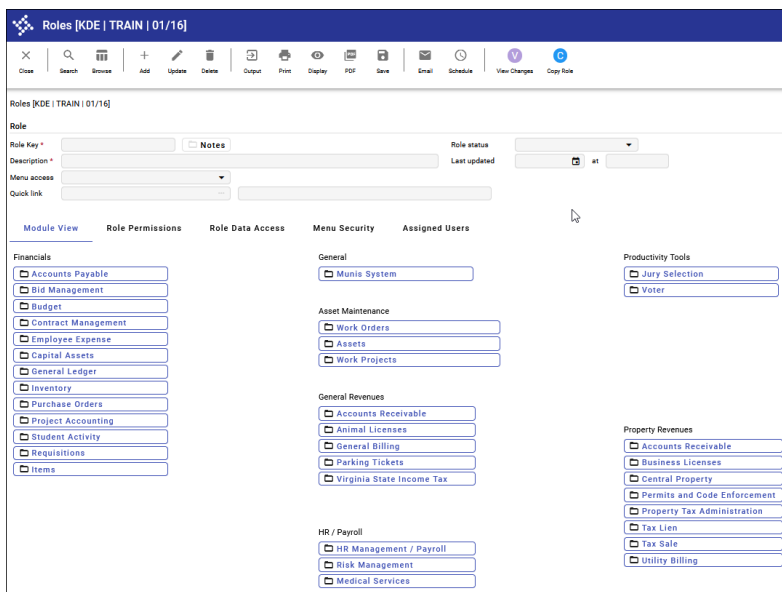 Roles [KDE | TRAIN | 01/16]
Close Search Browse Add Update Delete Output Print Display PDF Save Email Schedule View Changes Copy Role
V C
Roles [KDE | TRAIN | 01/16]
Role
Role Key * Notes Role status
Description * Last updated at
Menu access
Quick link
Module View Role Permissions Role Data Access Menu Security Assigned Users
Financials
Accounts Payable
Bid Management
Budget
Contract Management
Employee Expense
Capital Assets
General Ledger
Inventory
Purchase Orders
Project Accounting
Student Activity
Requisitions
Items
General
Munis System
Asset Maintenance
Work Orders
Assets
Work Projects
General Revenues
Accounts Receivable
Animal Licenses
General Billing
Parking Tickets
Virginia State Income Tax
HR / Payroll
HR Management / Payroll
Risk Management
Medical Services
Productivity Tools
Jury Selection
Voter
Property Revenues
Accounts Receivable
Business Licenses
Central Property
Permits and Code Enforcement
Property Tax Administration
Tax Lien
Tax Sale
Utility Billing